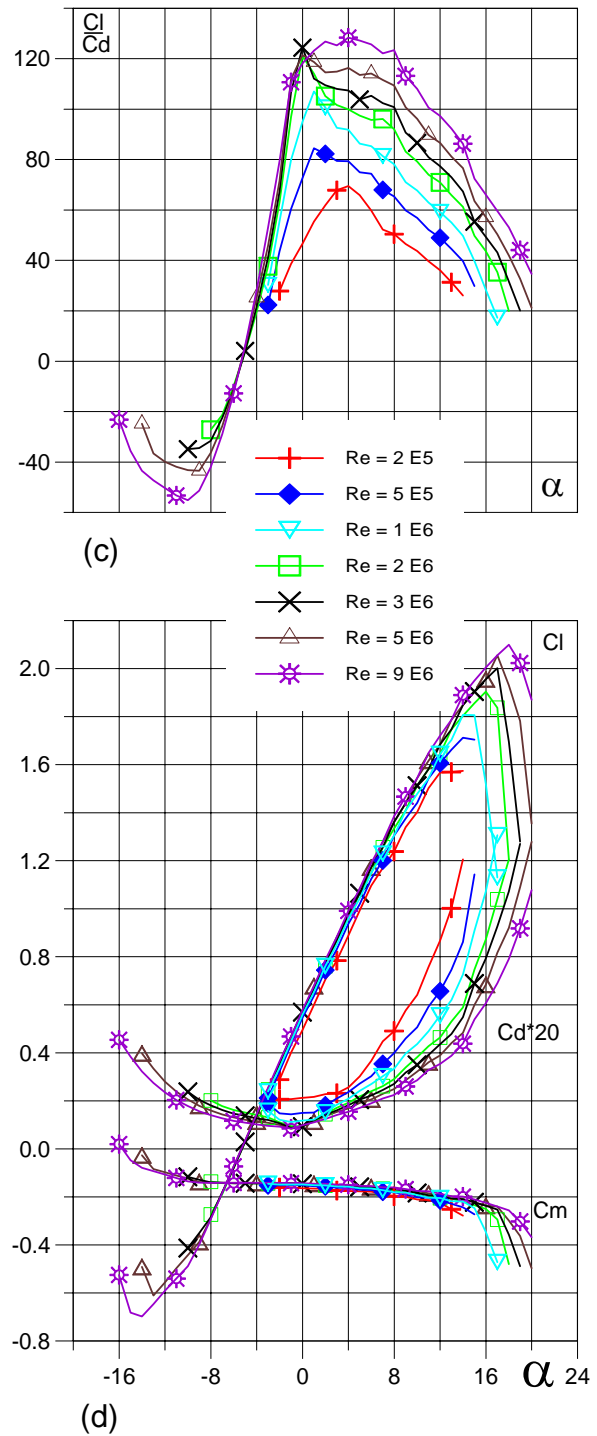 Cl
Cd
120
80
40
0
-40
α
(c)
Re = 2 E5
Re = 5 E5
Re = 1 E6
Re = 2 E6
Re = 3 E6
Re = 5 E6
Re = 9 E6
Cl
2.0
1.6
1.2
0.8
Cd*20
0.4
0.0
Cm
-0.4
-0.8
-16 -8 0 8 16 α 24
(d)